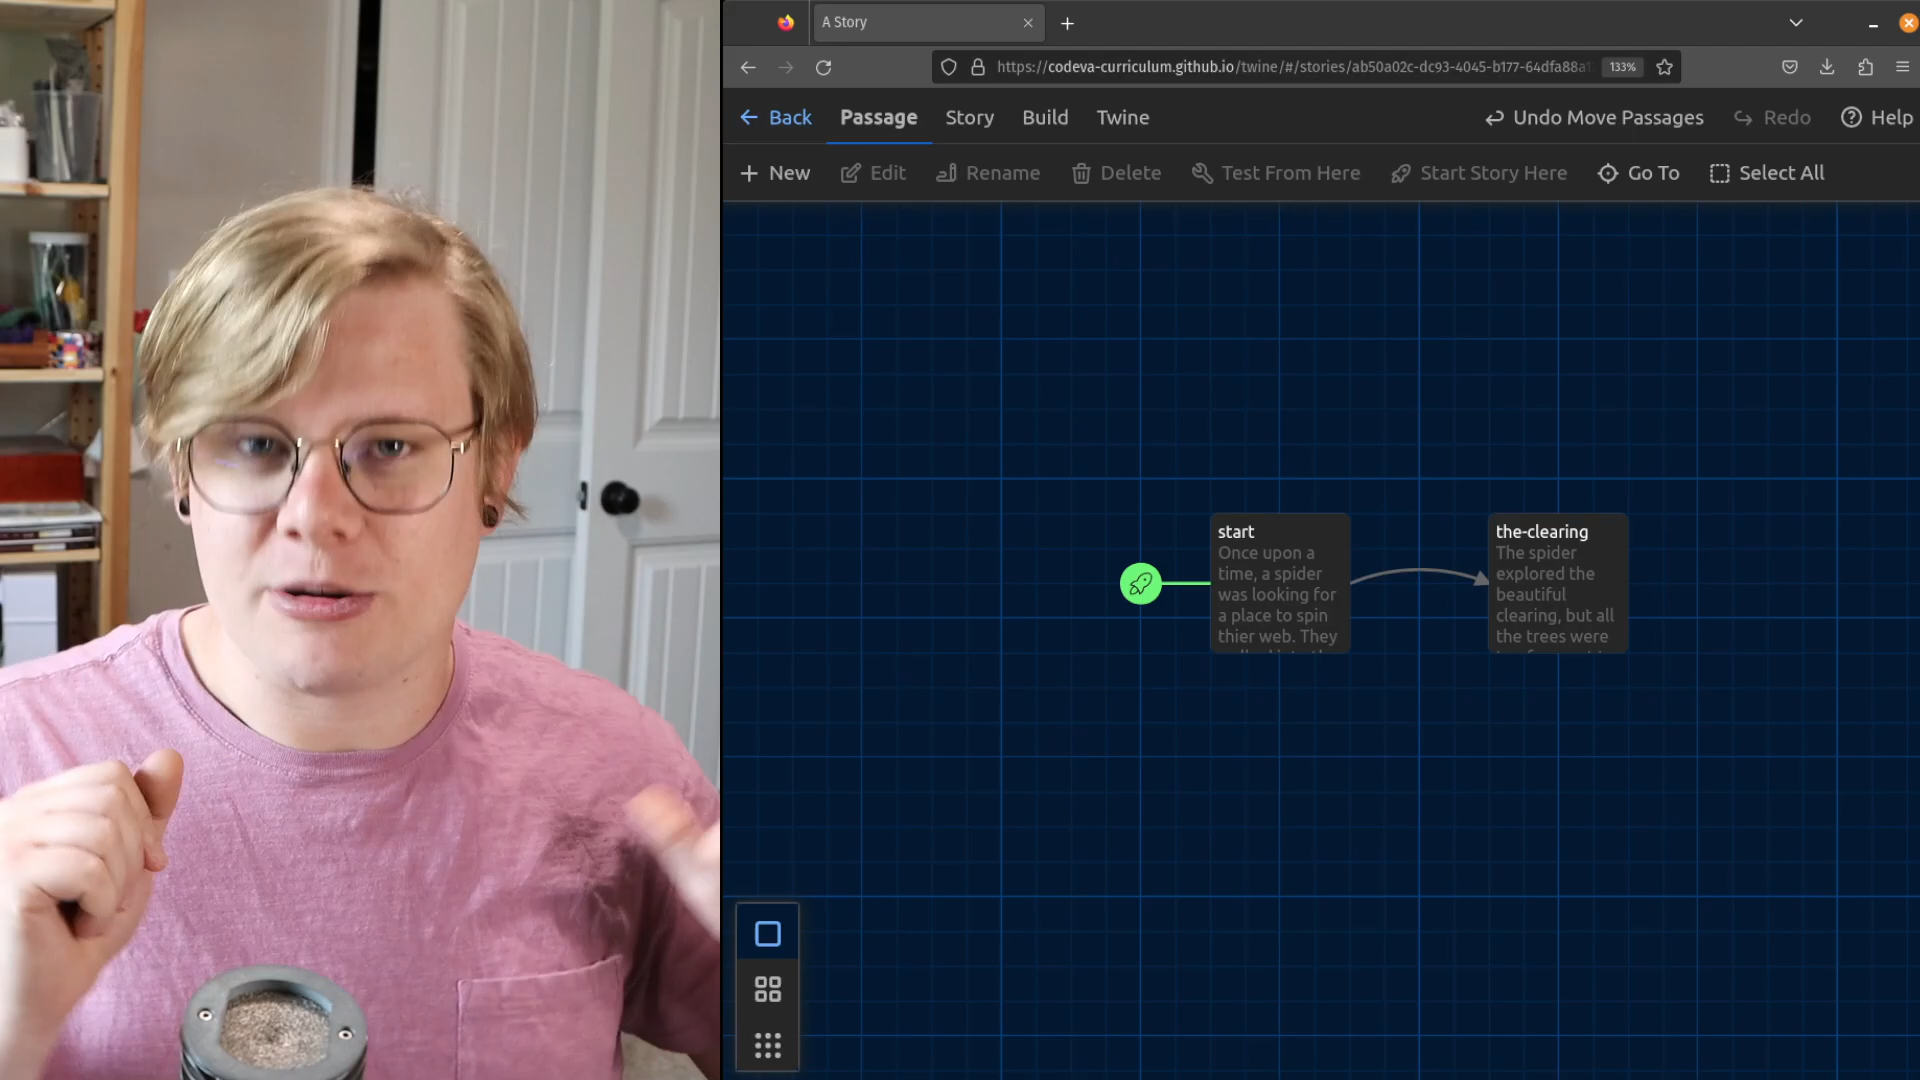 A Story
https://codeva-curriculum.github.io/twine/#/stories/ab50a02c-dc93-4045-b177-64dfa88a1
133%
Back
Passage
Story
Build
Twine
Undo Move Passages
Redo
Help
New
Edit
Rename
Delete
Test From Here
Start Story Here
Go To
Select All
start
Once upon a
time, a spider
was looking for
a place to spin
thier web. They
the-clearing
The spider
explored the
beautiful
clearing, but all
the trees were